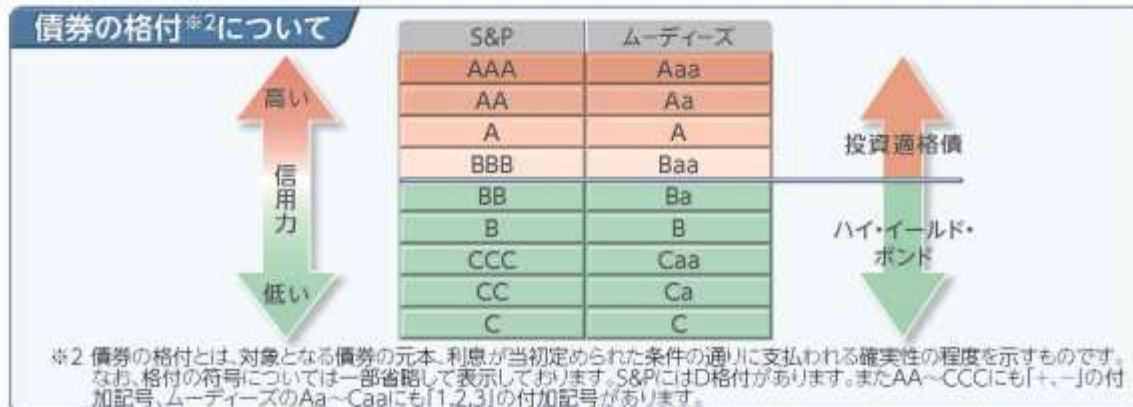 債券の格付※2について
S&P ムーディーズ
AAA Aaa
AA Aa
A A
BBB Baa
BB Ba
B B
CCC Caa
CC Ca
C C
高い
信用力
低い
投資適格債
ハイ・イールド・
ボンド
※2 債券の格付とは、対象となる債券の元本、利息が当初定められた条件の通りに支払われる確実性の程度を示すものです。
なお、格付の符号については一部省略して表示しております。S&PにはD格付があります。またAA～CCCにも「+、-」の付
加記号、ムーディーズのAa～Caaにも「1,2,3」の付加記号があります。